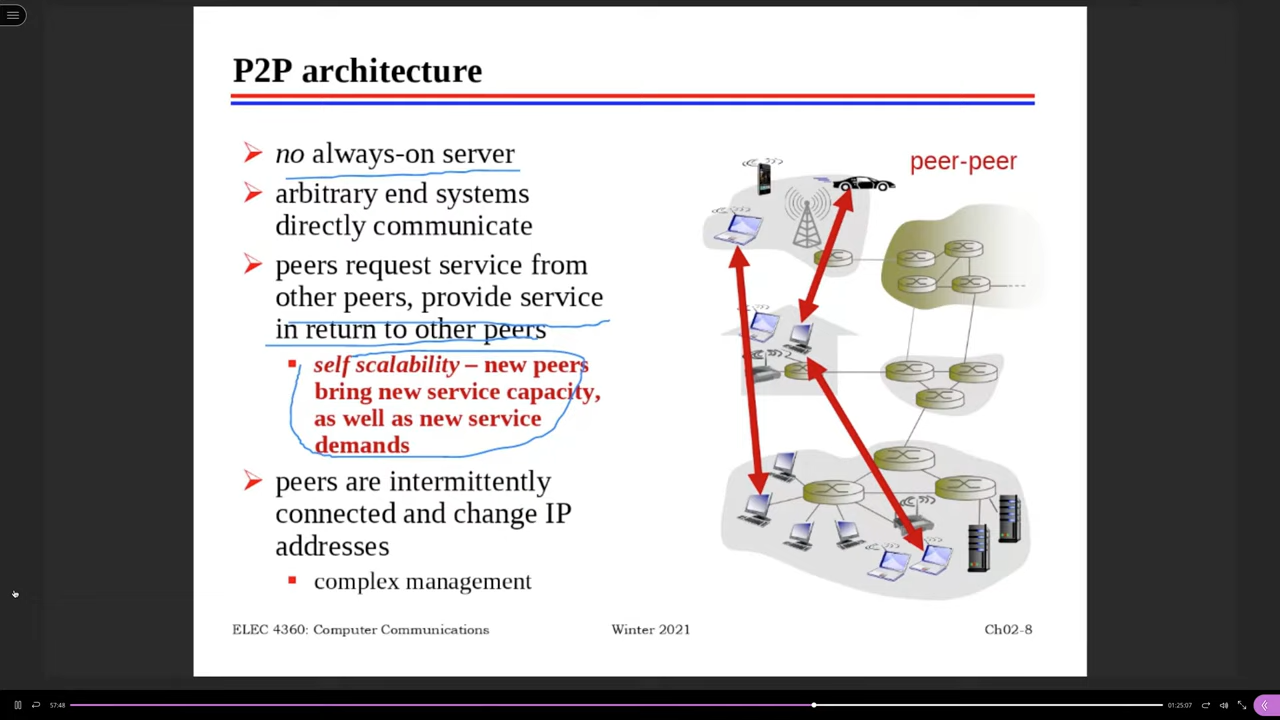 P2P architecture
no always-on server
arbitrary end systems
directly communicate
peers request service from
other peers, provide service
in return to other peers
self scalability – new peers
bring new service capacity,
as well as new service
demands
peers are intermittently
connected and change IP
addresses
complex management
peer-peer
ELEC 4360: Computer Communications
Winter 2021
Ch02-8
57:48
01:25:07